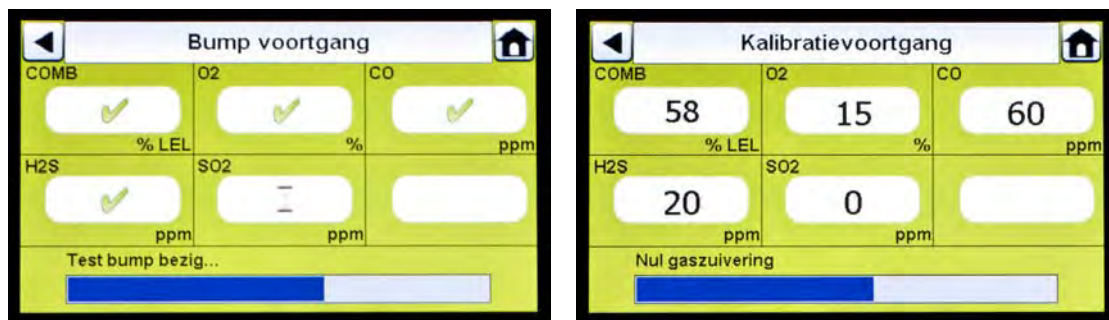 Bump voortgang
COMB O2 CO
% LEL % ppm
H2S SO2
ppm ppm
Test bump bezig...
Kalibratievoortgang
COMB O2 CO
58 15 60
% LEL % ppm
H2S SO2
20 0
ppm ppm
Nul gaszuivering